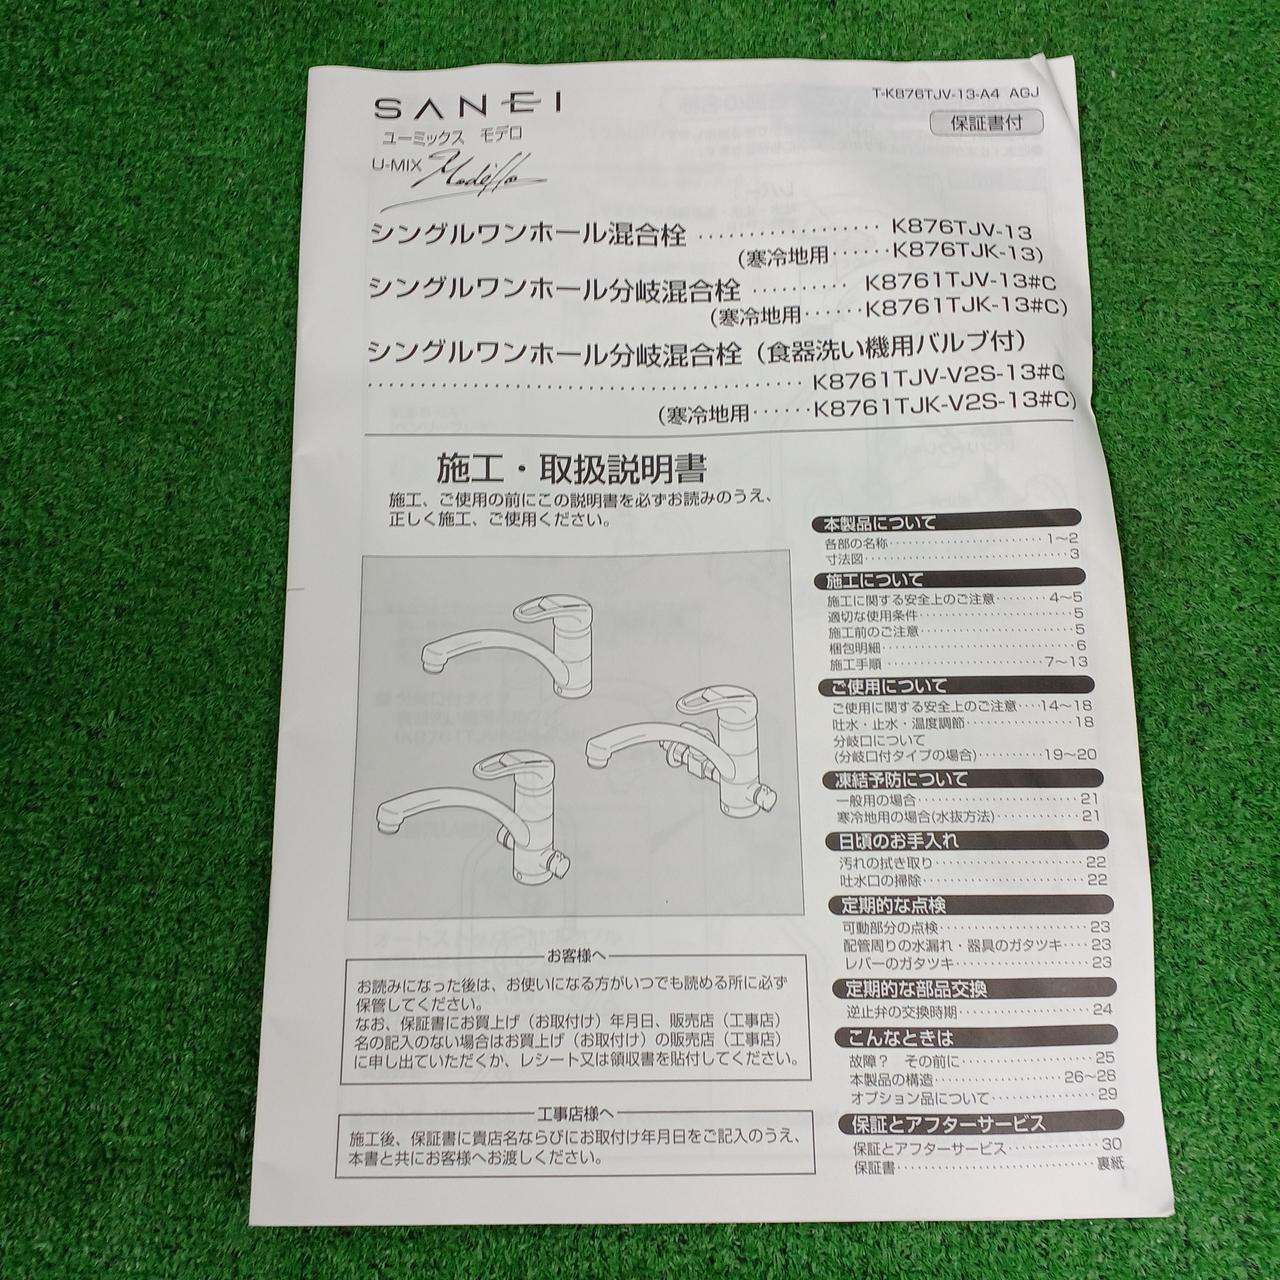 SANEI
ユーミックス モデロ
U-MIX Modello
T-K876TJV-13-A4 AGJ
保証書付
シングルワンホール混合栓 ･･････････････････ K876TJV-13
(寒冷地用･･････K876TJK-13)
シングルワンホール分岐混合栓 ･･････････ K8761TJV-13#C
(寒冷地用･･････K8761TJK-13#C)
シングルワンホール分岐混合栓(食器洗い機用バルブ付)
･･････････････････････････････････････････ K8761TJV-V2S-13#C
(寒冷地用･･････K8761TJK-V2S-13#C)
施工・取扱説明書
施工、ご使用の前にこの説明書を必ずお読みのうえ、
正しく施工、ご使用ください。
お客様へ
お読みになった後は、お使いになる方がいつでも読める所に必ず
保管してください。
なお、保証書にお買上げ(お取付け)年月日、販売店(工事店)
名の記入のない場合はお買上げ(お取付け)の販売店(工事店)
に申し出ていただくか、レシート又は領収書を貼付してください。
工事店様へ
施工後、保証書に貴店名ならびにお取付け年月日をご記入のうえ、
本書と共にお客様へお渡しください。
本製品について
各部の名称･･････････････････････1～2
寸法図････････････････････････････3
施工について
施工に関する安全上のご注意････････4～5
適切な使用条件･･････････････････････5
施工前のご注意･･････････････････････5
梱包明細････････････････････････････6
施工手順 ･･･････････････････････7～13
ご使用について
ご使用に関する安全上のご注意････14～18
吐水・止水・温度調節････････････････18
分岐口について
(分岐口付タイプの場合)･･････････19～20
凍結予防について
一般用の場合････････････････････････21
寒冷地用の場合(水抜方法)････････････21
日頃のお手入れ
汚れの拭き取り･･････････････････････22
吐水口の掃除････････････････････････22
定期的な点検
可動部分の点検･･････････････････････23
配管周りの水漏れ・器具のガタツキ････23
レバーのガタツキ････････････････････23
定期的な部品交換
逆止弁の交換時期････････････････････24
こんなときは
故障? その前に･･････････････････････25
本製品の構造･･･････････････････26～28
オプション品について････････････････29
保証とアフターサービス
保証とアフターサービス･･････････････30
保証書････････････････････････････裏紙